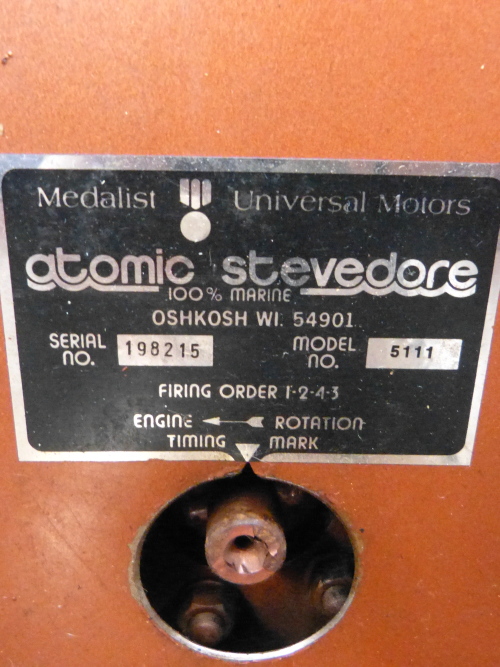 Medalist Universal Motors
atomic stevedore
100% MARINE
OSHKOSH WI. 54901
SERIAL NO. 198215 MODEL NO. 5111
FIRING ORDER 1-2-4-3
ENGINE ROTATION
TIMING MARK